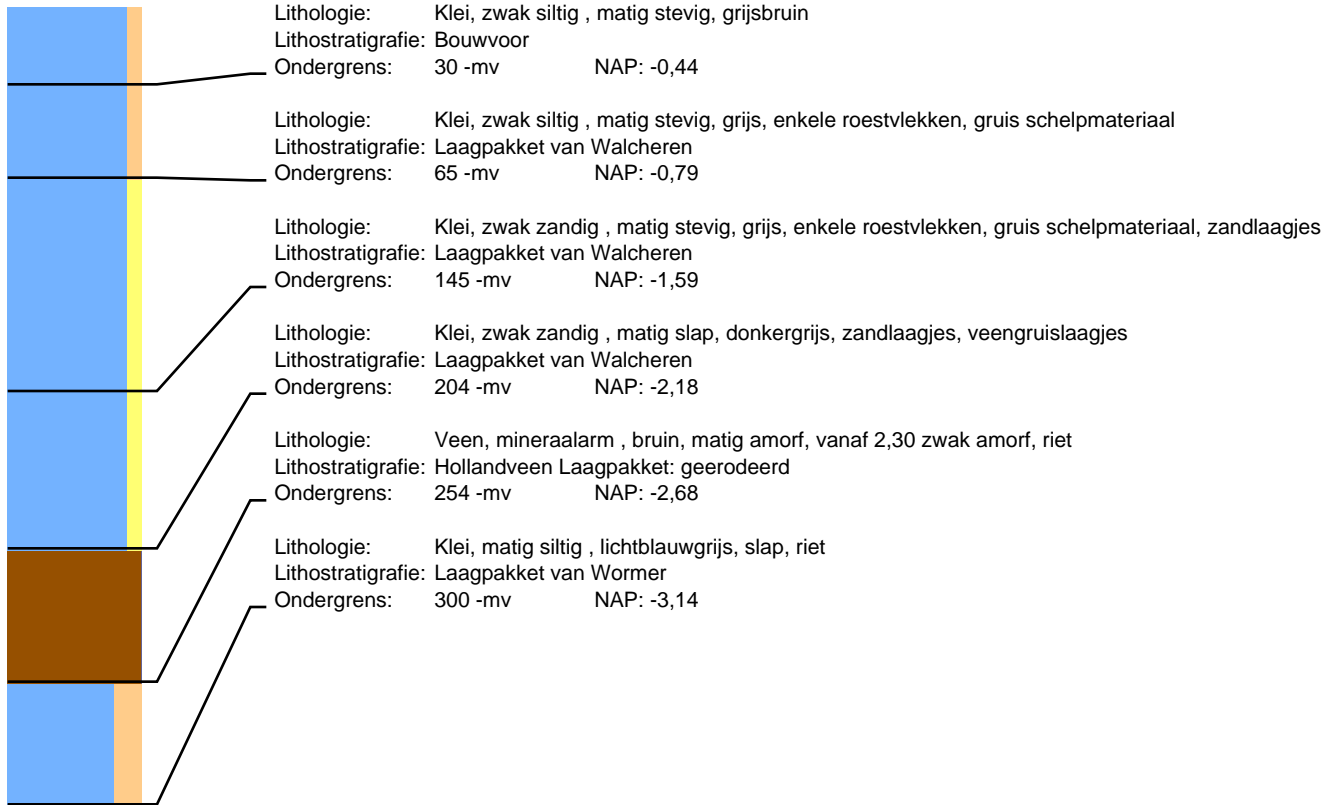 Lithologie: Klei, zwak siltig , matig stevig, grijsbruin
Lithostratigrafie: Bouwvoor
Ondergrens: 30 -mv NAP: -0,44
Lithologie: Klei, zwak siltig , matig stevig, grijs, enkele roestvlekken, gruis schelpmateriaal
Lithostratigrafie: Laagpakket van Walcheren
Ondergrens: 65 -mv NAP: -0,79
Lithologie: Klei, zwak zandig , matig stevig, grijs, enkele roestvlekken, gruis schelpmateriaal, zandlaagjes
Lithostratigrafie: Laagpakket van Walcheren
Ondergrens: 145 -mv NAP: -1,59
Lithologie: Klei, zwak zandig , matig slap, donkergrijs, zandlaagjes, veengruislaagjes
Lithostratigrafie: Laagpakket van Walcheren
Ondergrens: 204 -mv NAP: -2,18
Lithologie: Veen, mineraalarm , bruin, matig amorf, vanaf 2,30 zwak amorf, riet
Lithostratigrafie: Hollandveen Laagpakket: geerodeerd
Ondergrens: 254 -mv NAP: -2,68
Lithologie: Klei, matig siltig , lichtblauwgrijs, slap, riet
Lithostratigrafie: Laagpakket van Wormer
Ondergrens: 300 -mv NAP: -3,14